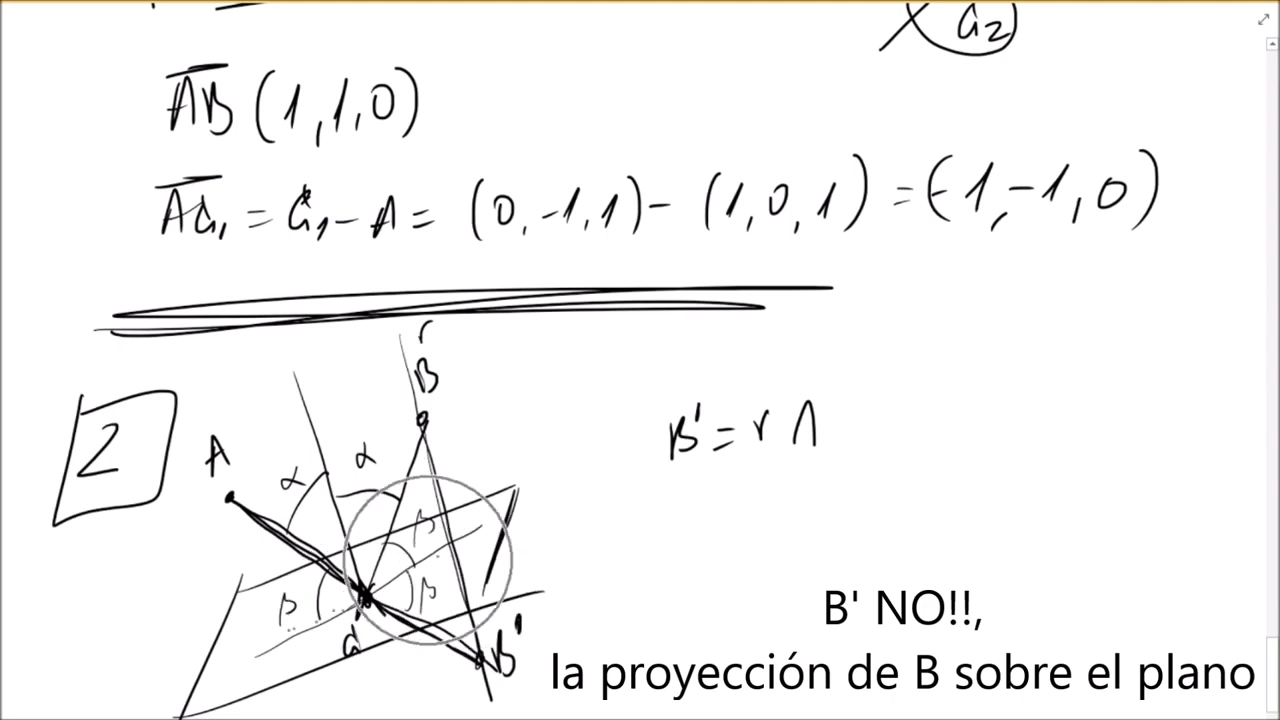 G₂
AB (1,1,0)
AG₁ = G₁ - A = (0,-1,1) - (1,0,1) = (-1,-1,0)
r
B
2
A
α
α
B' = r ∩
β
β
β
G
B'
B' NO!!,
la proyección de B sobre el plano